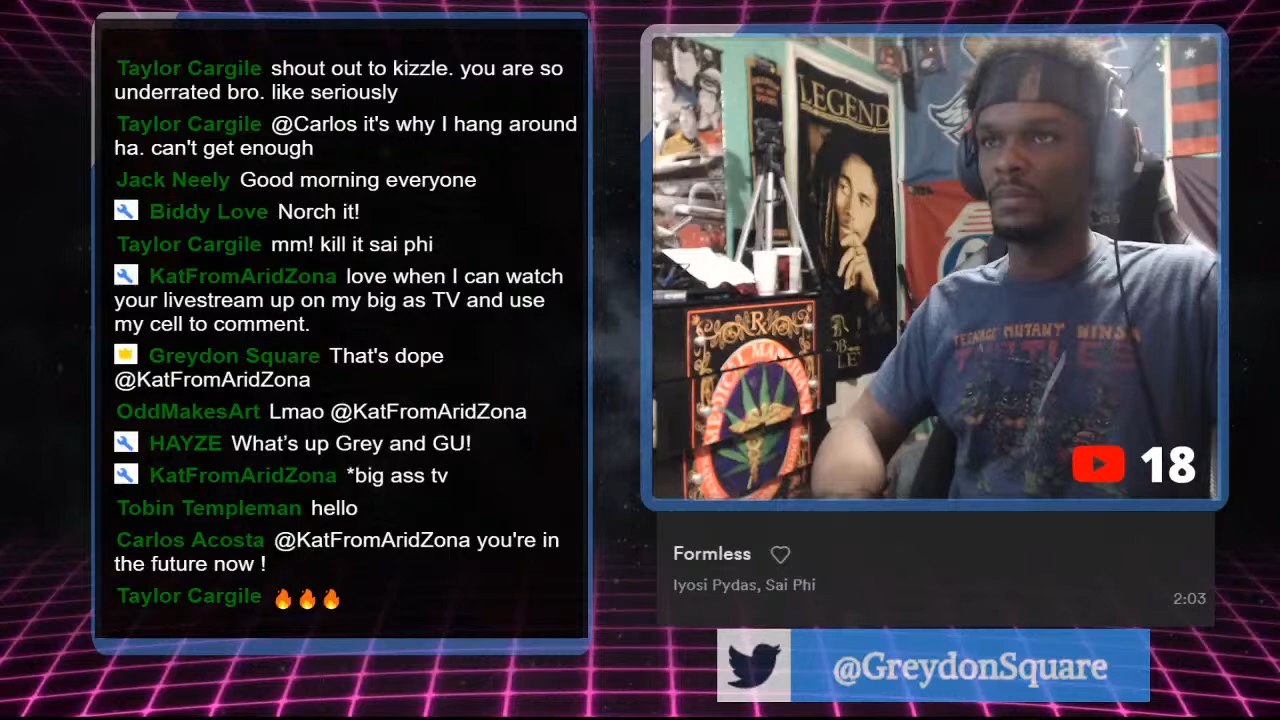 Taylor Cargile shout out to kizzle. you are so
underrated bro. like seriously
Taylor Cargile @Carlos it's why I hang around
ha. can't get enough
Jack Neely Good morning everyone
Biddy Love Norch it!
Taylor Cargile mm! kill it sai phi
KatFromAridZona love when I can watch
your livestream up on my big as TV and use
my cell to comment.
Greydon Square That's dope
@KatFromAridZona
OddMakesArt Lmao @KatFromAridZona
HAYZE What’s up Grey and GU!
KatFromAridZona *big ass tv
Tobin Templeman hello
Carlos Acosta @KatFromAridZona you're in
the future now !
Taylor Cargile 🔥🔥🔥
LEGEND
TEENAGE MUTANT NINJA
TURTLES
18
Formless
Iyosi Pydas, Sai Phi
2:03
@GreydonSquare